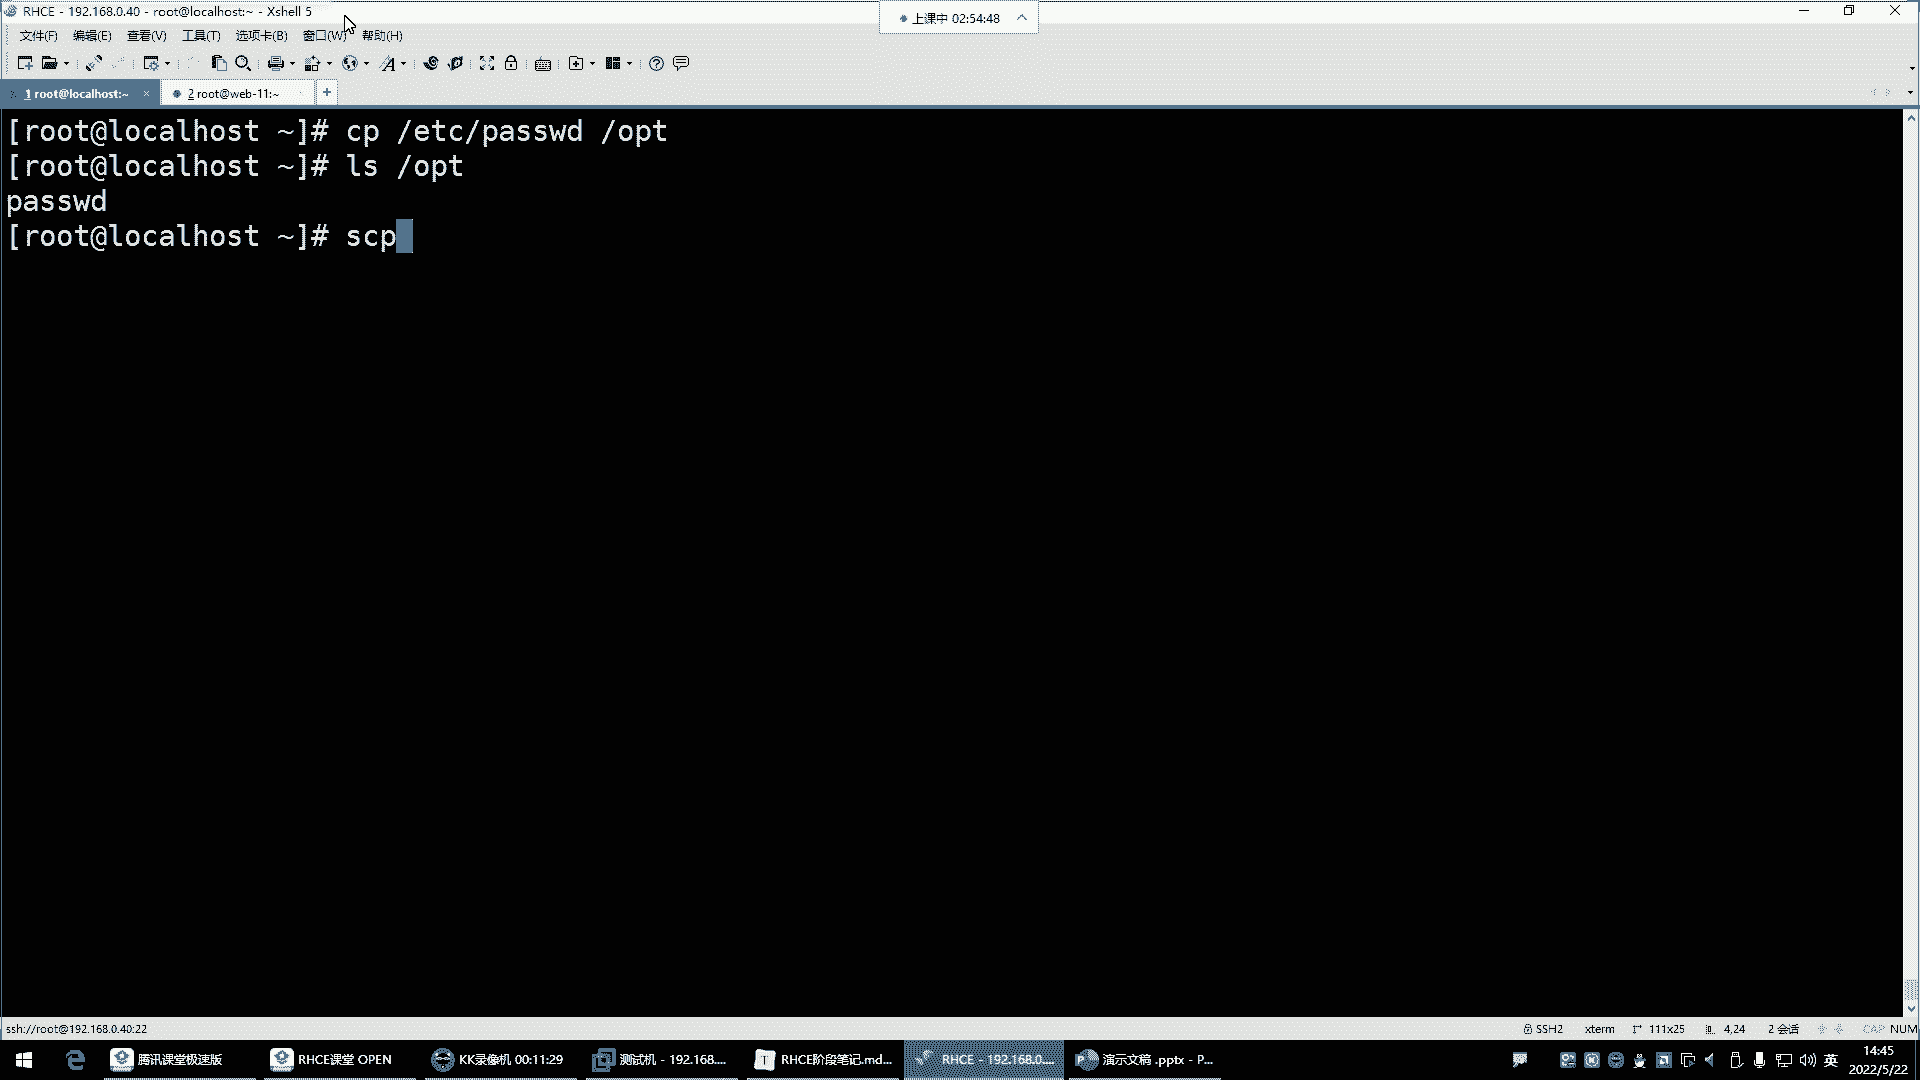 RHCE - 192.168.0.40 - root@localhost:~ - Xshell 5
上课中 02:54:48
文件(F) 编辑(E) 查看(V) 工具(T) 选项卡(B) 窗口(W) 帮助(H)
1 root@localhost:~ 2 root@web-11:~
[root@localhost ~]# cp /etc/passwd /opt
[root@localhost ~]# ls /opt
passwd
[root@localhost ~]# scp
ssh://root@192.168.0.40:22 SSH2 xterm 111x25 4,24 2 会话 CAP NUM
腾讯课堂极速版 RHCE课堂 OPEN KK录像机 00:11:29 测试机 - 192.168.... RHCE阶段笔记.md... RHCE - 192.168.0.... 演示文稿 .pptx - P... 英
14:45
2022/5/22